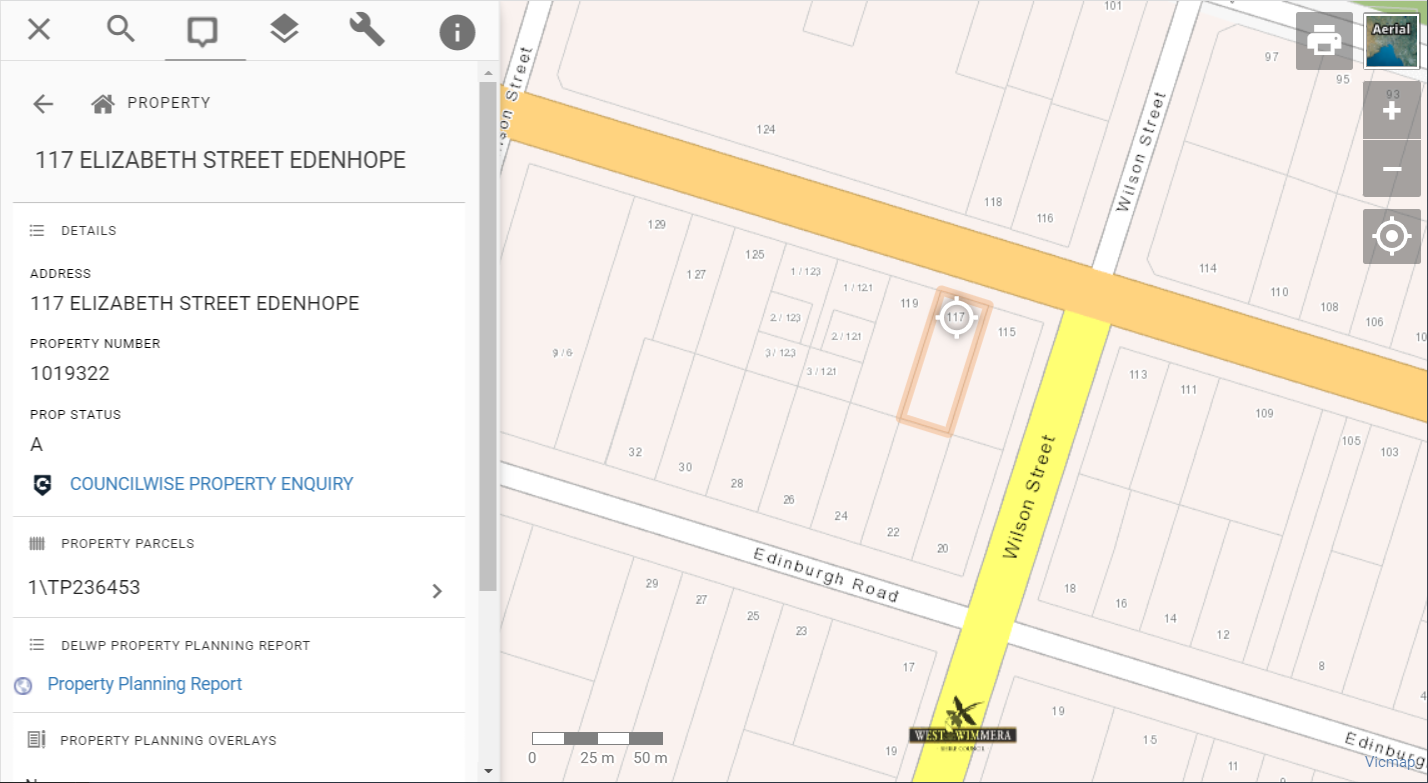 PROPERTY
117 ELIZABETH STREET EDENHOPE
DETAILS
ADDRESS
117 ELIZABETH STREET EDENHOPE
PROPERTY NUMBER
1019322
PROP STATUS
A
COUNCILWISE PROPERTY ENQUIRY
PROPERTY PARCELS
1\TP236453
DELWP PROPERTY PLANNING REPORT
Property Planning Report
PROPERTY PLANNING OVERLAYS
101
Aerial
97
95
93
Street
124
Wilson Street
118
116
129
125
127
1 / 123
1 / 121
119
117
115
2 / 123
2 / 121
3 / 123
3 / 121
9 / 6
114
110
108
106
113
111
109
105
103
32
30
28
26
24
22
20
Wilson Street
Edinburgh Road
29
27
25
23
17
19
18
16
14
12
8
19
15
11
WEST WIMMERA
SHIRE COUNCIL
0 25 m 50 m
Vicmap